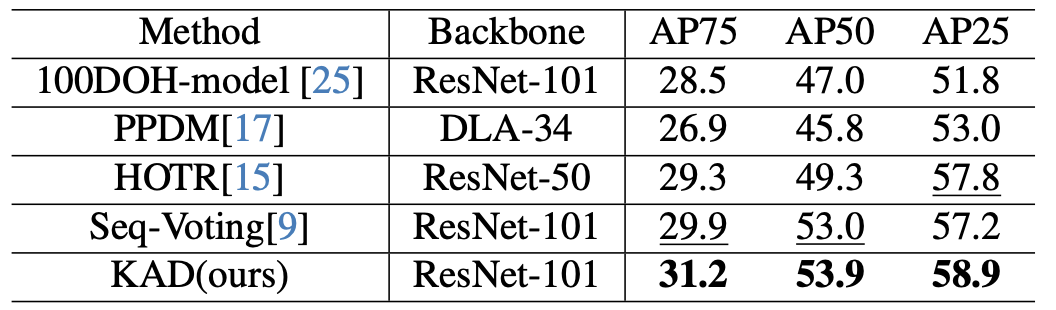 Method Backbone AP75 AP50 AP25
100DOH-model [25] ResNet-101 28.5 47.0 51.8
PPDM[17] DLA-34 26.9 45.8 53.0
HOTR[15] ResNet-50 29.3 49.3 57.8
Seq-Voting[9] ResNet-101 29.9 53.0 57.2
KAD(ours) ResNet-101 31.2 53.9 58.9